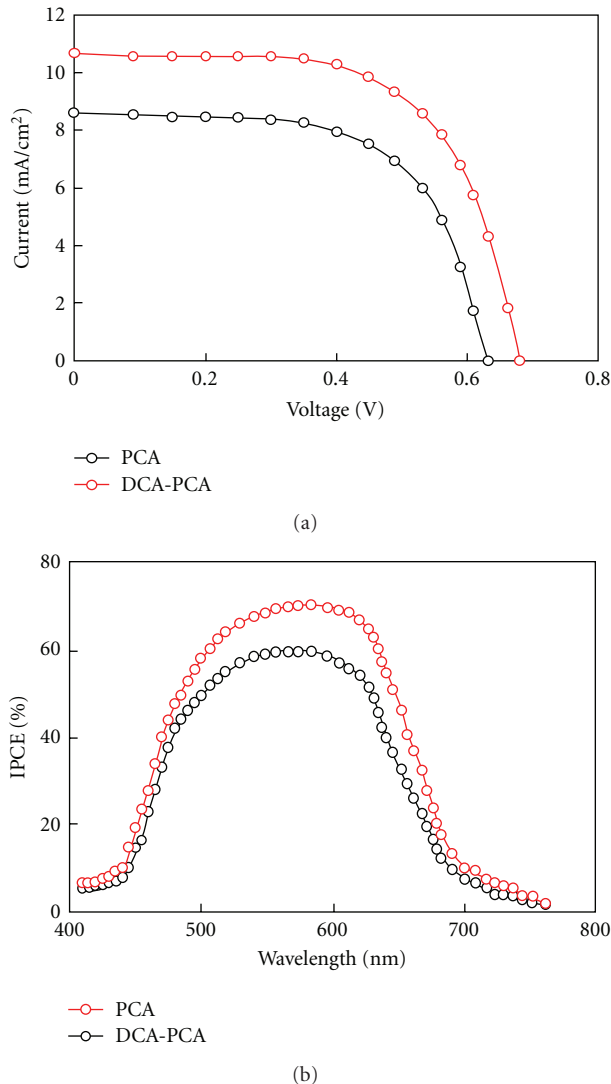 12
10
8
6
4
2
0
Current (mA/cm²)
0 0.2 0.4 0.6 0.8
Voltage (V)
PCA
DCA-PCA
(a)
80
60
40
20
0
IPCE (%)
400 500 600 700 800
Wavelength (nm)
PCA
DCA-PCA
(b)